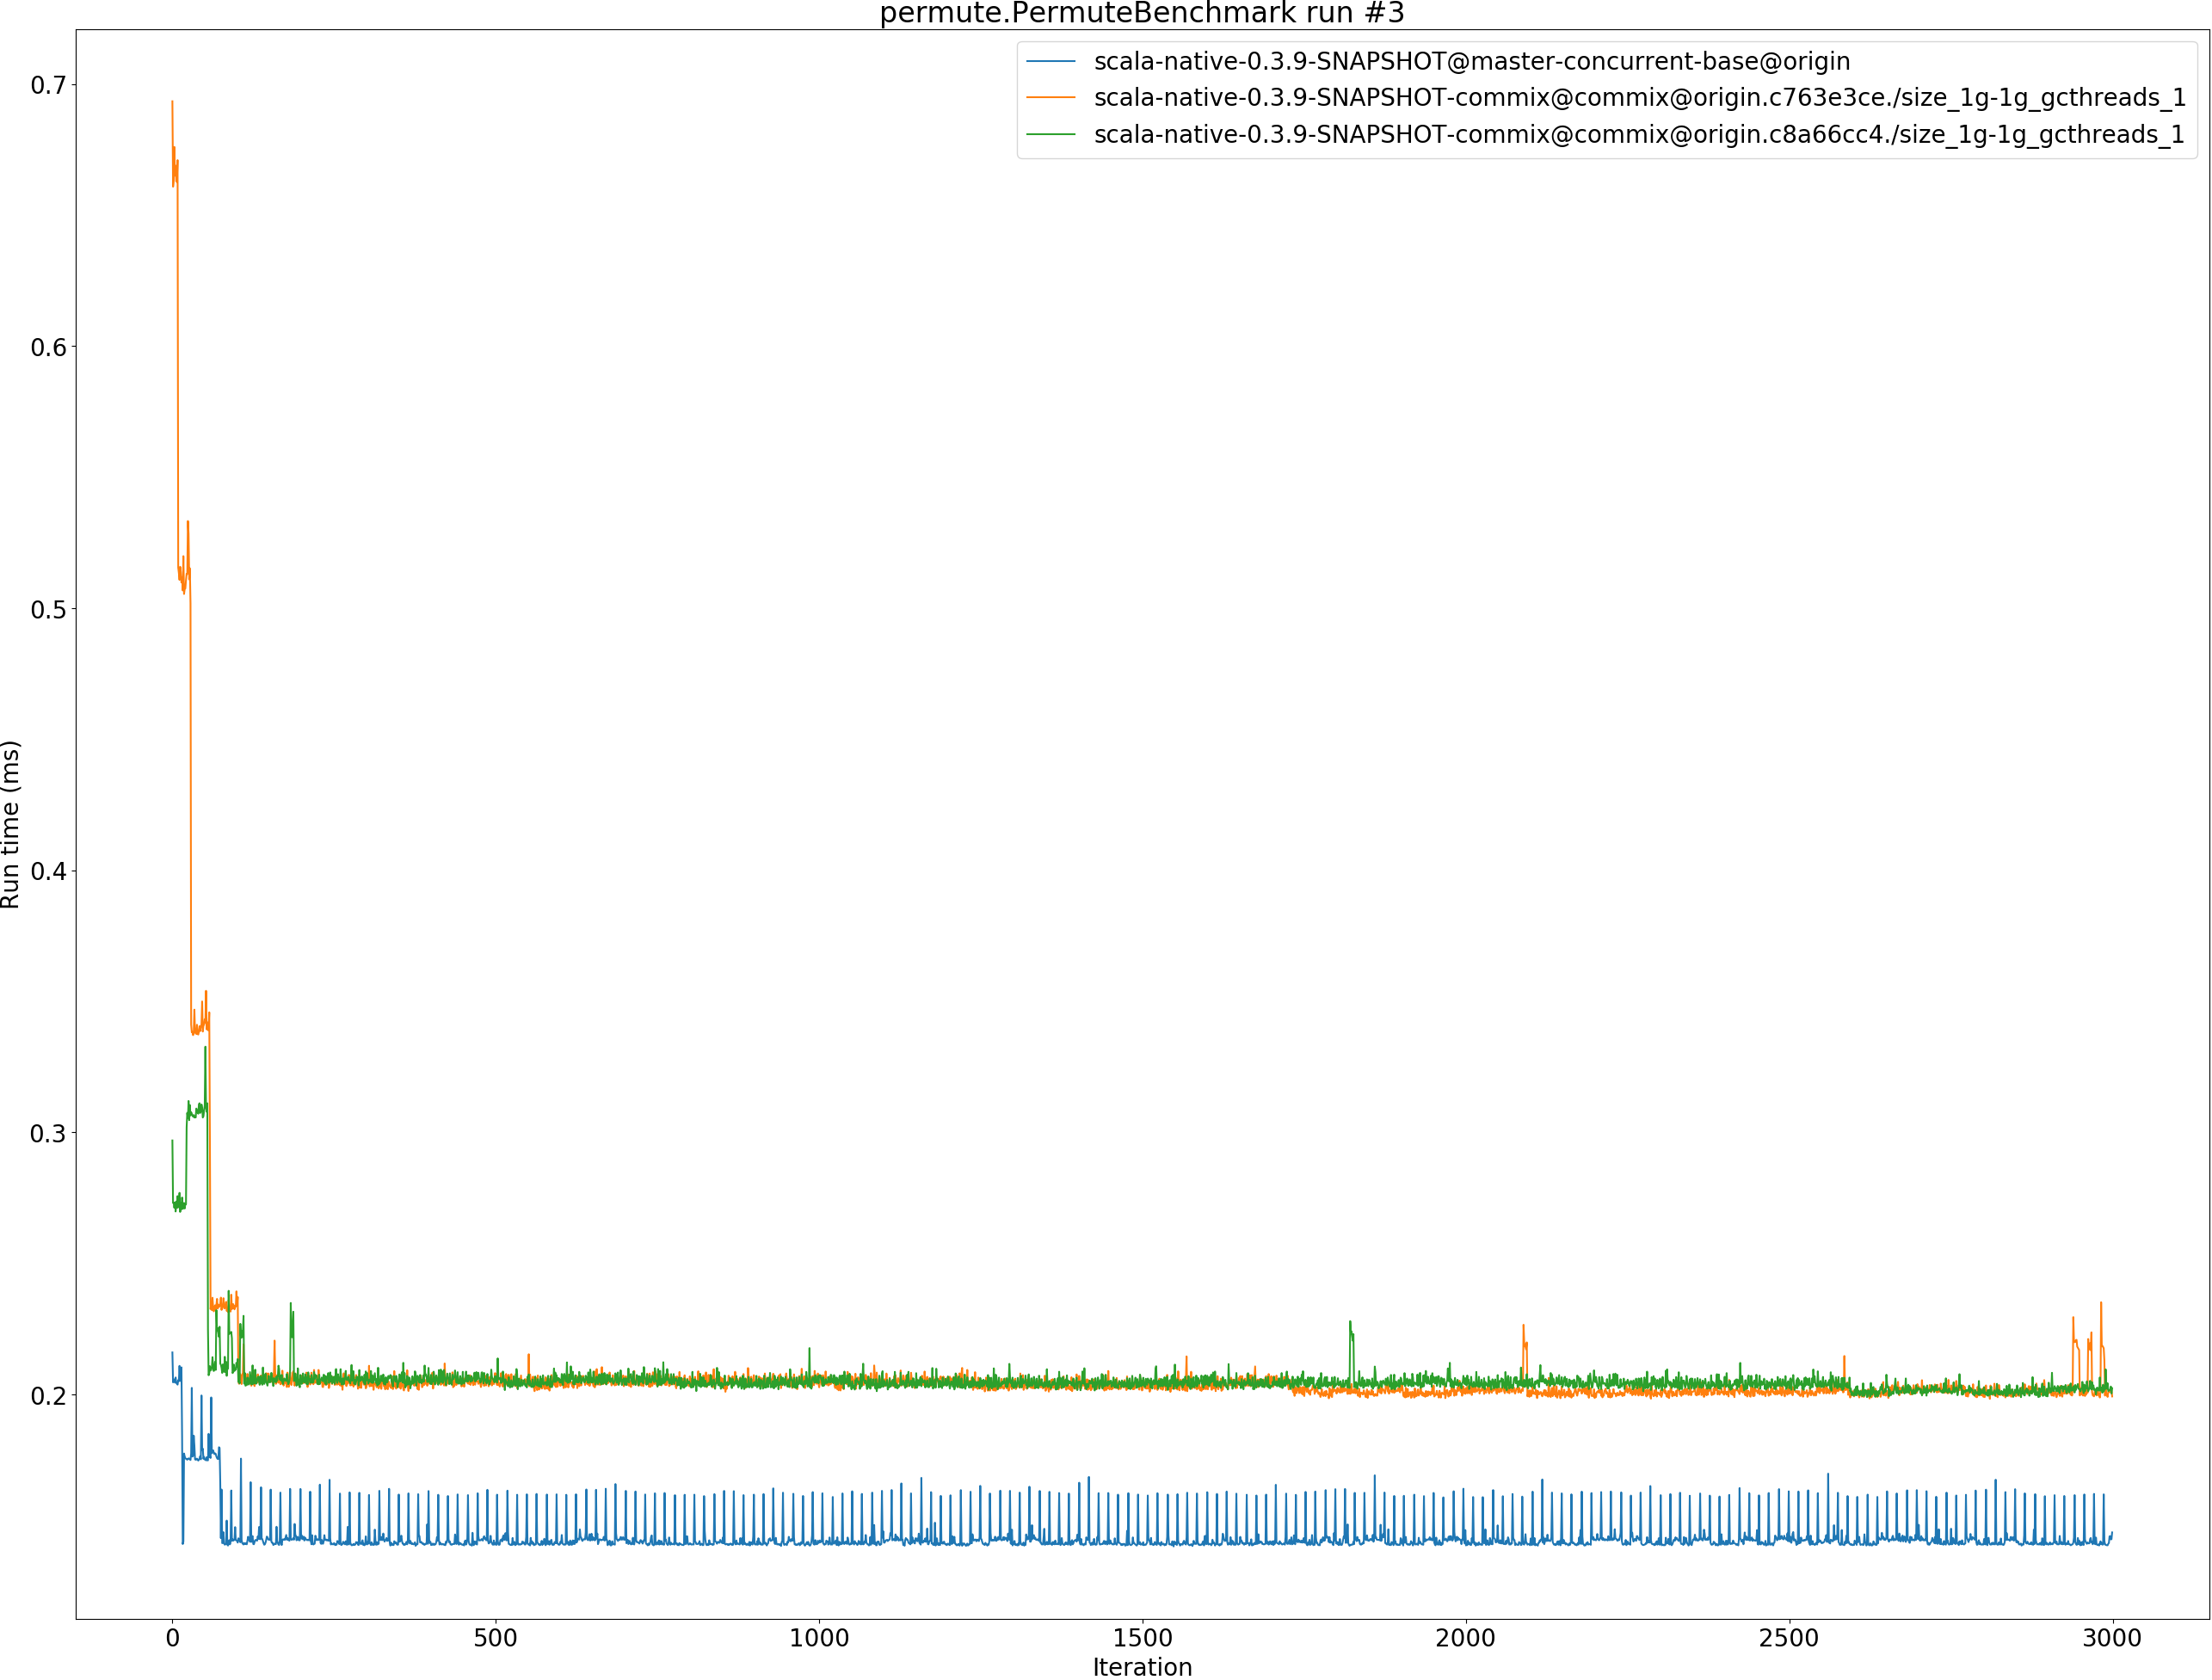 permute.PermuteBenchmark run #3
scala-native-0.3.9-SNAPSHOT@master-concurrent-base@origin
scala-native-0.3.9-SNAPSHOT-commix@commix@origin.c763e3ce./size_1g-1g_gcthreads_1
scala-native-0.3.9-SNAPSHOT-commix@commix@origin.c8a66cc4./size_1g-1g_gcthreads_1
0.7
0.6
0.5
0.4
0.3
0.2
Run time (ms)
0 500 1000 1500 2000 2500 3000
Iteration